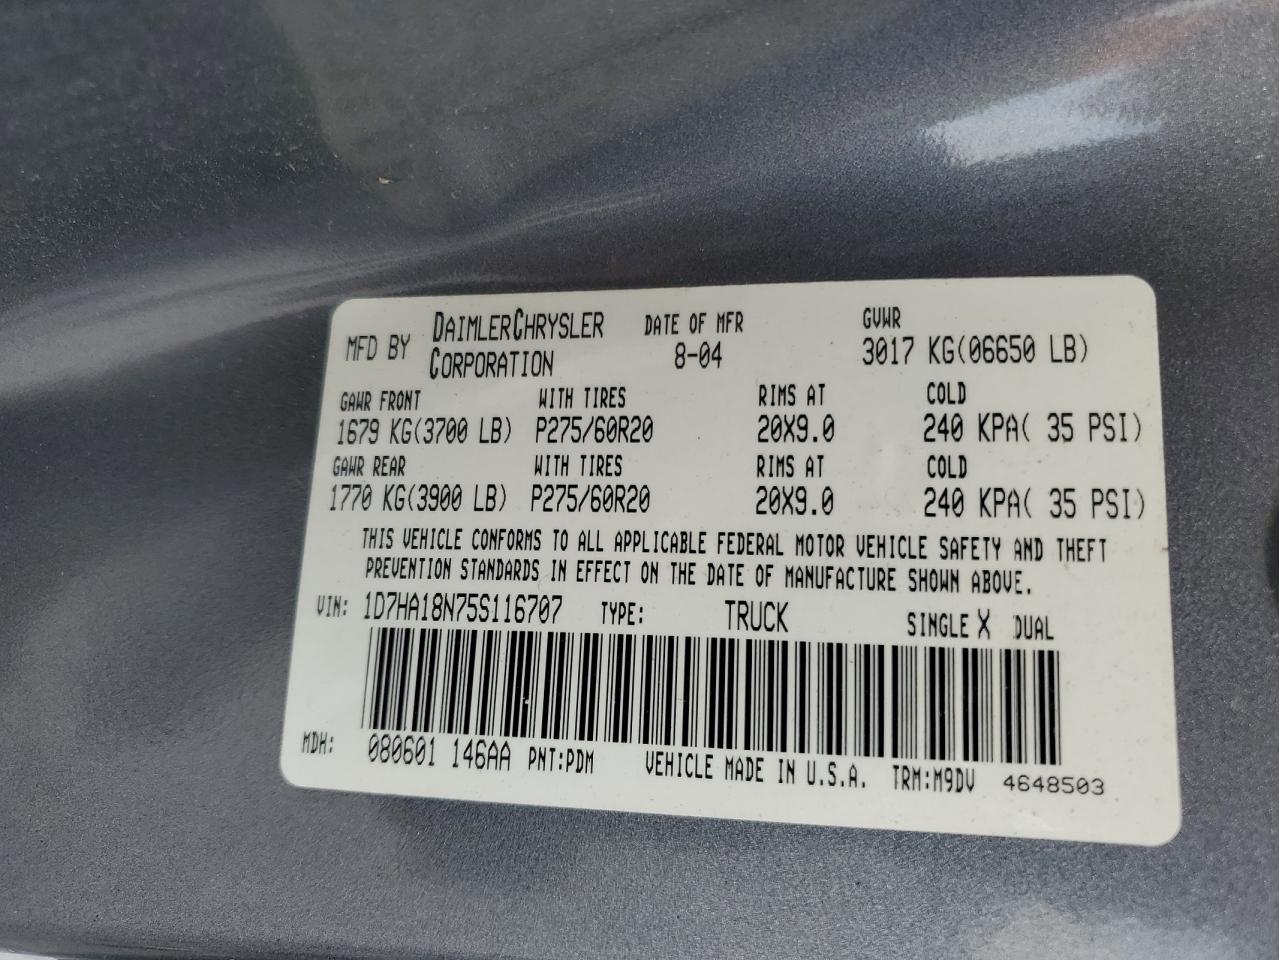 MFD BY DAIMLERCHRYSLER CORPORATION DATE OF MFR 8-04 GVWR 3017 KG(06650 LB)
GAWR FRONT WITH TIRES RIMS AT COLD
1679 KG(3700 LB) P275/60R20 20X9.0 240 KPA( 35 PSI)
GAWR REAR WITH TIRES RIMS AT COLD
1770 KG(3900 LB) P275/60R20 20X9.0 240 KPA( 35 PSI)
THIS VEHICLE CONFORMS TO ALL APPLICABLE FEDERAL MOTOR VEHICLE SAFETY AND THEFT
PREVENTION STANDARDS IN EFFECT ON THE DATE OF MANUFACTURE SHOWN ABOVE.
VIN: 1D7HA18N75S116707 TYPE: TRUCK SINGLE X DUAL
MDH: 080601 146AA PNT:PDM VEHICLE MADE IN U.S.A. TRM:M9DV 4648503